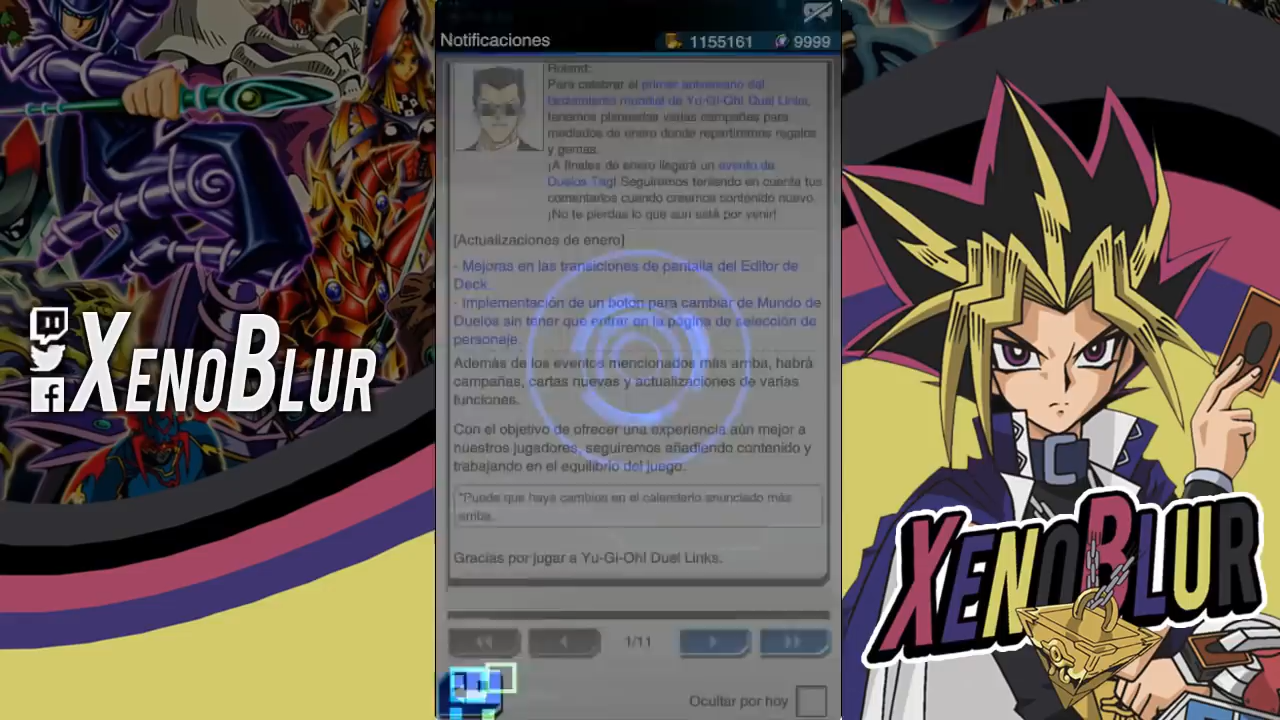 Notificaciones
1155161
9999
Roland:
Para celebrar el primer aniversario del
lanzamiento mundial de Yu-Gi-Oh! Duel Links,
tenemos planeadas varias campañas para
mediados de enero donde repartiremos regalos
y gemas.
¡A finales de enero llegará un evento de
Duelos Tag! Seguiremos teniendo en cuenta tus
comentarios cuando creemos contenido nuevo.
¡No te pierdas lo que aún está por venir!
[Actualizaciones de enero]
- Mejoras en las transiciones de pantalla del Editor de
Deck.
- Implementación de un botón para cambiar de Mundo de
Duelos sin tener que entrar en la página de selección de
personaje.
Además de los eventos mencionados más arriba, habrá
campañas, cartas nuevas y actualizaciones de varias
funciones.
Con el objetivo de ofrecer una experiencia aún mejor a
nuestros jugadores, seguiremos añadiendo contenido y
trabajando en el equilibrio del juego.
*Puede que haya cambios en el calendario anunciado más
arriba.
Gracias por jugar a Yu-Gi-Oh! Duel Links.
1/11
Ocultar por hoy
XENOBLUR
XENOBLUR